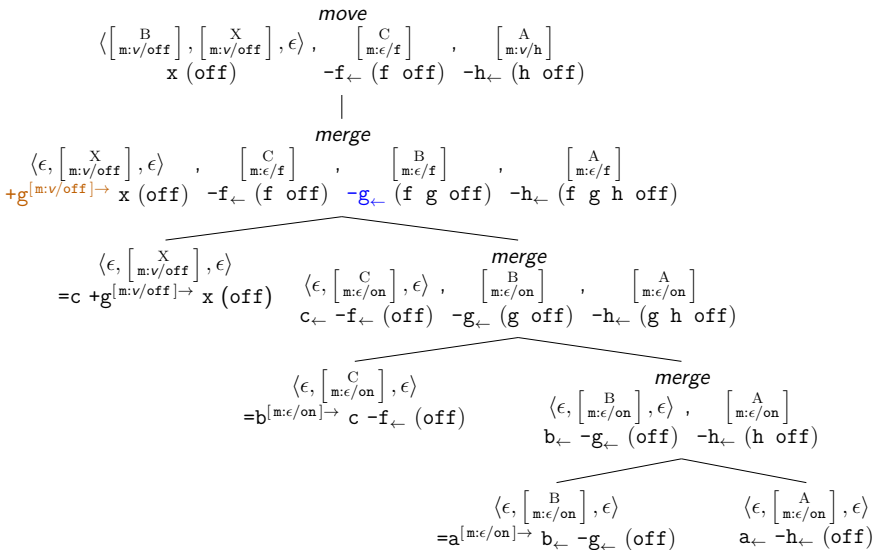 move
⟨[B m:v/off], [X m:v/off], ϵ⟩ , [C m:ϵ/f] , [A m:v/h]
x (off) -f← (f off) -h← (h off)
merge
⟨ϵ, [X m:v/off], ϵ⟩ , [C m:ϵ/f] , [B m:ϵ/f] , [A m:ϵ/f]
+g[m:v/off]→ x (off) -f← (f off) -g← (f g off) -h← (f g h off)
⟨ϵ, [X m:v/off], ϵ⟩
=c +g[m:v/off]→ x (off)
merge
⟨ϵ, [C m:ϵ/on], ϵ⟩ , [B m:ϵ/on] , [A m:ϵ/on]
c← -f← (off) -g← (g off) -h← (g h off)
⟨ϵ, [C m:ϵ/on], ϵ⟩
=b[m:ϵ/on]→ c -f← (off)
merge
⟨ϵ, [B m:ϵ/on], ϵ⟩ , [A m:ϵ/on]
b← -g← (off) -h← (h off)
⟨ϵ, [B m:ϵ/on], ϵ⟩
=a[m:ϵ/on]→ b← -g← (off)
⟨ϵ, [A m:ϵ/on], ϵ⟩
a← -h← (off)